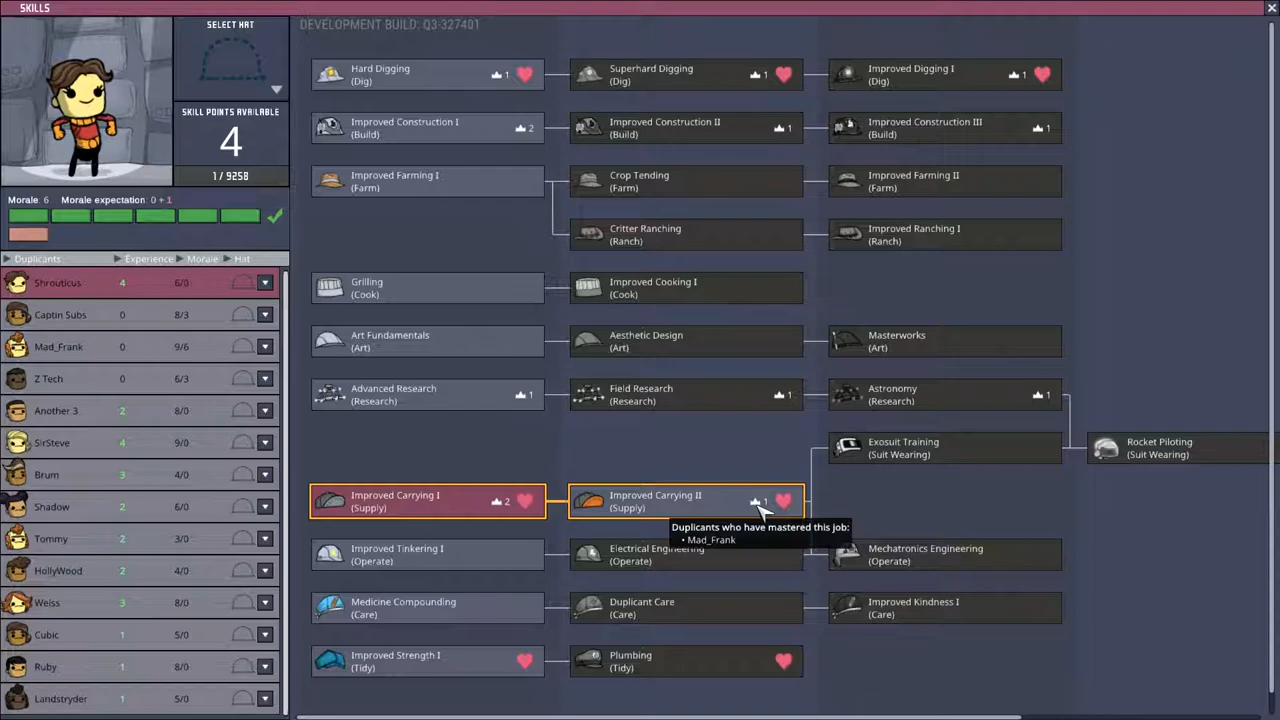 SKILLS
SELECT HAT
SKILL POINTS AVAILABLE
4
1 / 9258
Morale: 6 Morale expectation: 0 + 1
Duplicants Experience Morale Hat
Shrouticus 4 6/0
Captin Subs 0 8/3
Mad_Frank 0 9/6
Z Tech 0 6/3
Another 3 2 8/0
SirSteve 4 9/0
Brum 3 4/0
Shadow 2 6/0
Tommy 2 3/0
HollyWood 2 4/0
Weiss 3 8/0
Cubic 1 5/0
Ruby 1 8/0
Landstryder 1 5/0
DEVELOPMENT BUILD: Q3-327401
Hard Digging
(Dig)
1
Superhard Digging
(Dig)
1
Improved Digging I
(Dig)
1
Improved Construction I
(Build)
2
Improved Construction II
(Build)
1
Improved Construction III
(Build)
1
Improved Farming I
(Farm)
Crop Tending
(Farm)
Improved Farming II
(Farm)
Critter Ranching
(Ranch)
Improved Ranching I
(Ranch)
Grilling
(Cook)
Improved Cooking I
(Cook)
Art Fundamentals
(Art)
Aesthetic Design
(Art)
Masterworks
(Art)
Advanced Research
(Research)
1
Field Research
(Research)
1
Astronomy
(Research)
1
Exosuit Training
(Suit Wearing)
Rocket Piloting
(Suit Wearing)
Improved Carrying I
(Supply)
2
Improved Carrying II
(Supply)
1
Duplicants who have mastered this job:
• Mad_Frank
Improved Tinkering I
(Operate)
Electrical Engineering
(Operate)
Mechatronics Engineering
(Operate)
Medicine Compounding
(Care)
Duplicant Care
(Care)
Improved Kindness I
(Care)
Improved Strength I
(Tidy)
Plumbing
(Tidy)